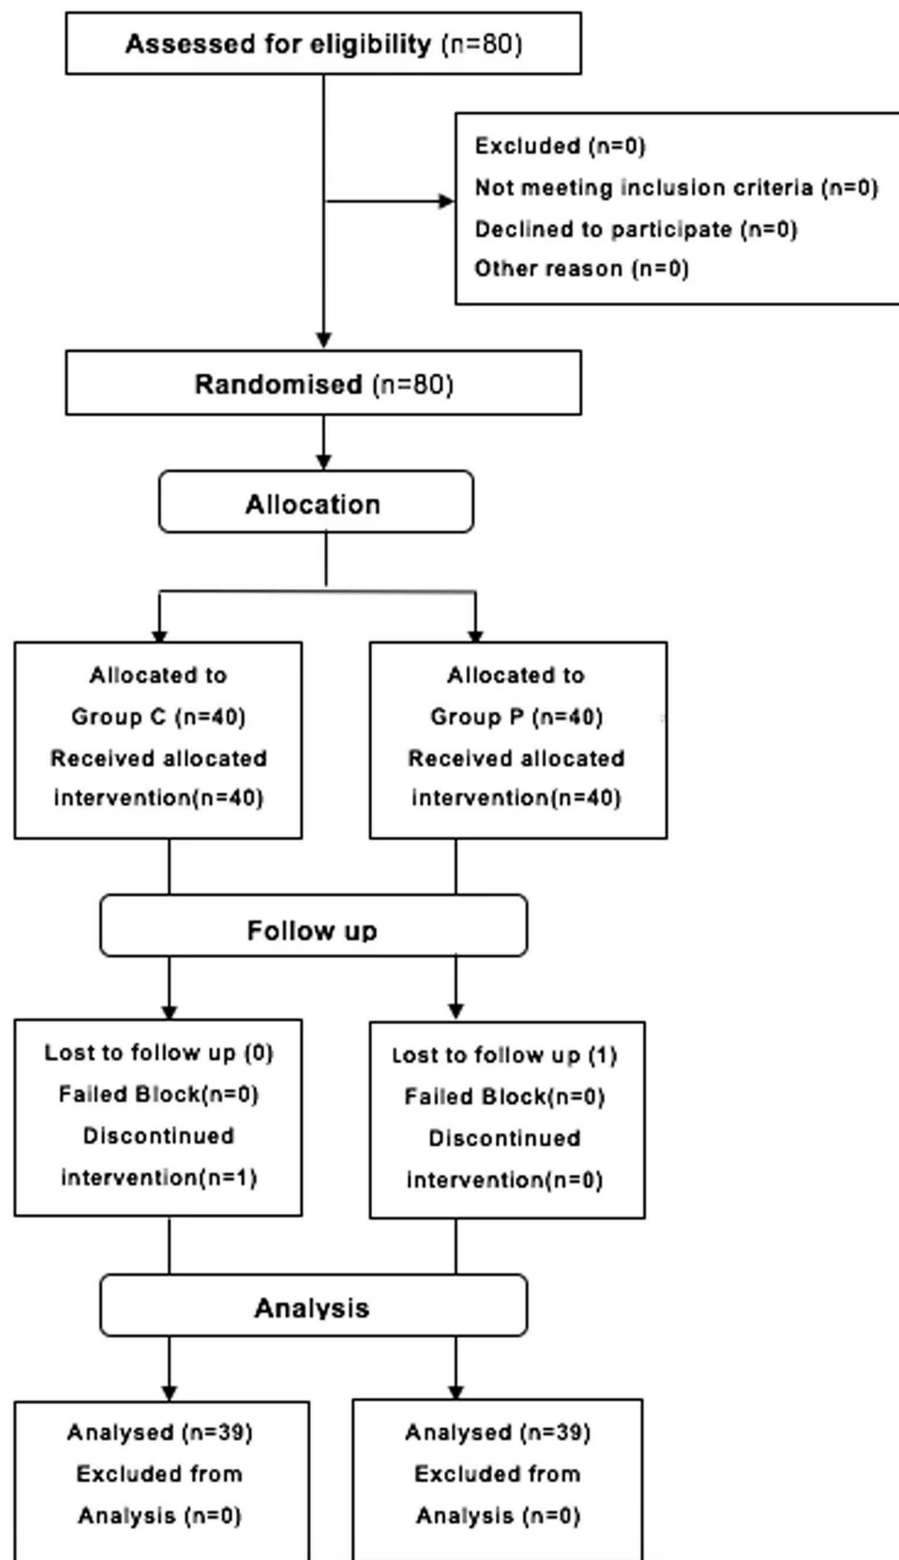 Assessed for eligibility (n=80)
Excluded (n=0)
Not meeting inclusion criteria (n=0)
Declined to participate (n=0)
Other reason (n=0)
Randomised (n=80)
Allocation
Allocated to
Group C (n=40)
Received allocated
intervention(n=40)
Allocated to
Group P (n=40)
Received allocated
intervention(n=40)
Follow up
Lost to follow up (0)
Failed Block(n=0)
Discontinued
intervention(n=1)
Lost to follow up (1)
Failed Block(n=0)
Discontinued
intervention(n=0)
Analysis
Analysed (n=39)
Excluded from
Analysis (n=0)
Analysed (n=39)
Excluded from
Analysis (n=0)